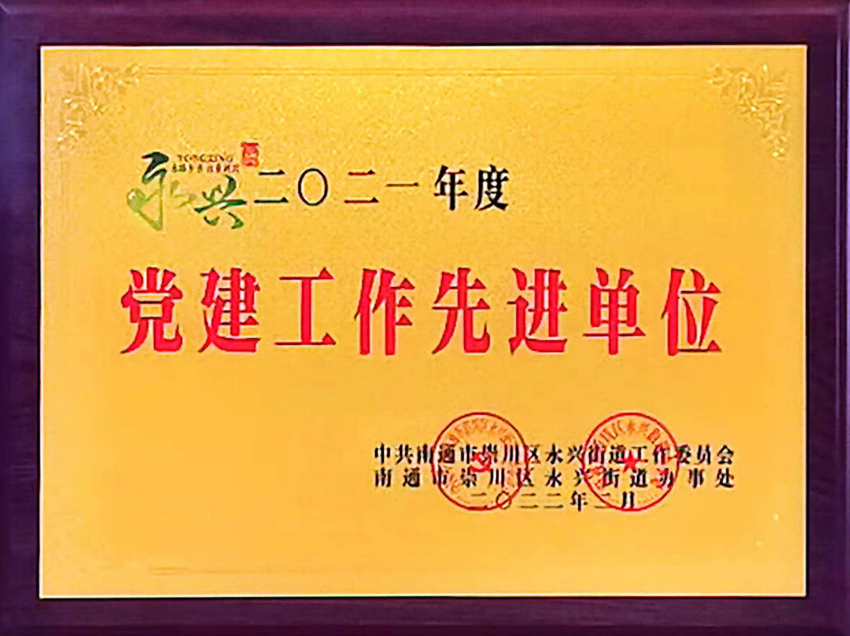 YONGXING
永兴
二〇二一年度
党建工作先进单位
中共南通市崇川区永兴街道工作委员会
南通市崇川区永兴街道办事处
二〇二二年二月